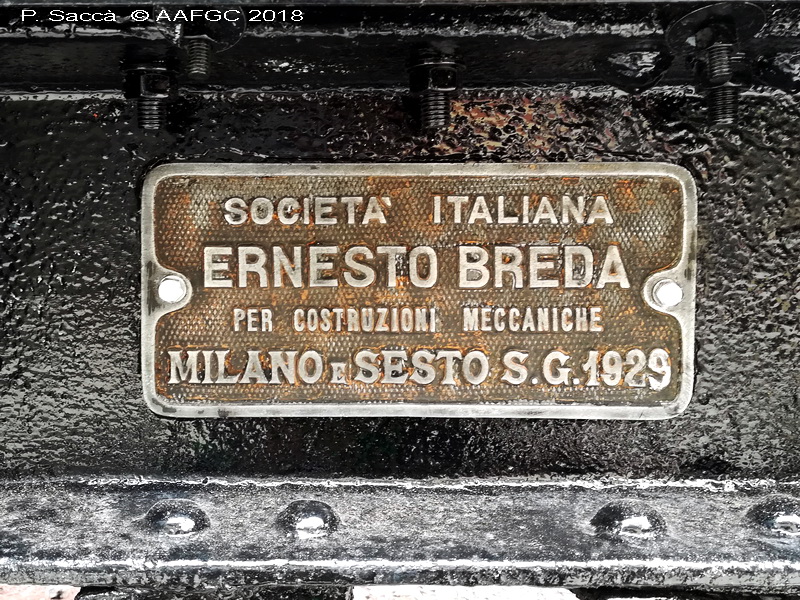 P. Saccà © AAFGC 2018
SOCIETA` ITALIANA
ERNESTO BREDA
PER COSTRUZIONI MECCANICHE
MILANO E SESTO S.G. 1929